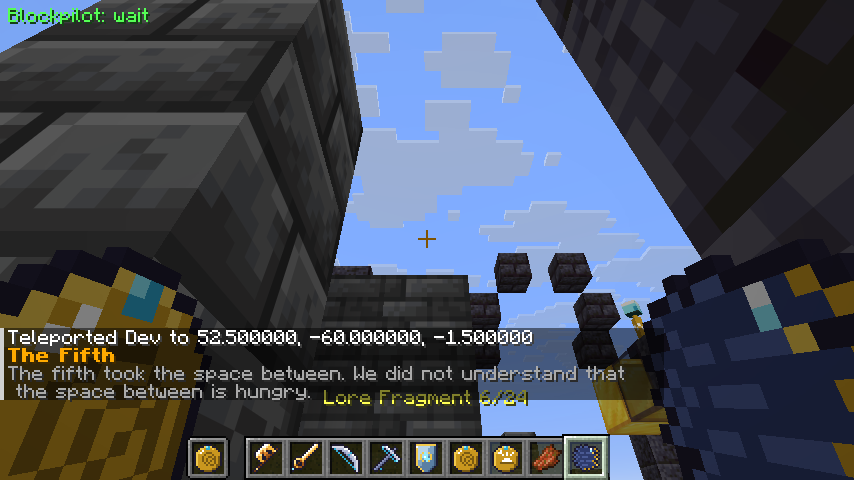 Blockpilot: wait
Teleported Dev to 52.500000, -60.000000, -1.500000
The Fifth
The fifth took the space between. We did not understand that
the space between is hungry.
Lore Fragment 6/24